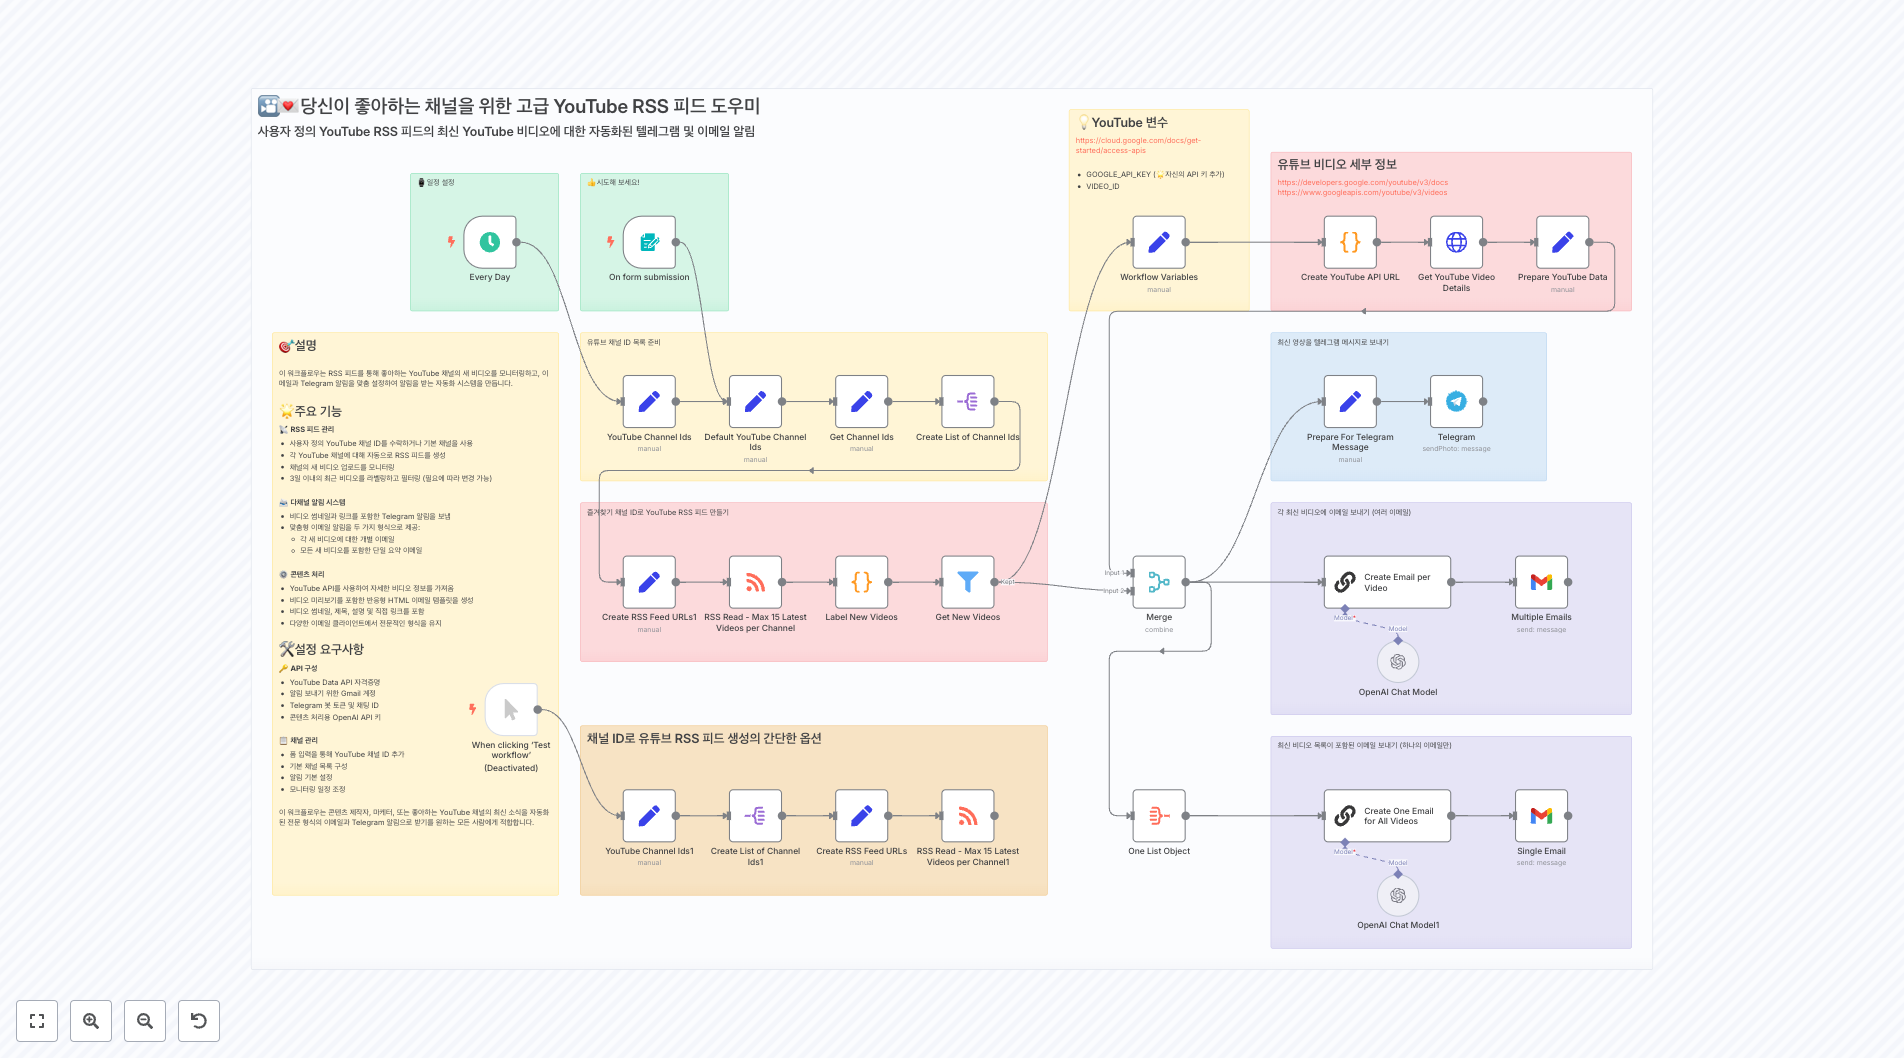 당신이 좋아하는 채널을 위한 고급 YouTube RSS 피드 도우미
사용자 정의 YouTube RSS 피드의 최신 YouTube 비디오에 대한 자동화된 텔레그램 및 이메일 알림
일정 설정
Every Day
시도해 보세요!
On form submission
YouTube 변수
https://cloud.google.com/docs/get-
started/access-apis
GOOGLE_API_KEY (자신의 API 키 추가)
VIDEO_ID
Workflow Variables
manual
유튜브 비디오 세부 정보
https://developers.google.com/youtube/v3/docs
https://www.googleapis.com/youtube/v3/videos
Create YouTube API URL
Get YouTube Video
Details
Prepare YouTube Data
manual
설명
이 워크플로우는 RSS 피드를 통해 좋아하는 YouTube 채널의 새 비디오를 모니터링하고, 이
메일과 Telegram 알림을 맞춤 설정하여 알림을 받는 자동화 시스템을 만듭니다.
주요 기능
RSS 피드 관리
사용자 정의 YouTube 채널 ID를 수락하거나 기본 채널을 사용
각 YouTube 채널에 대해 자동으로 RSS 피드를 생성
채널의 새 비디오 업로드를 모니터링
3일 이내의 최근 비디오를 라벨링하고 필터링 (필요에 따라 변경 가능)
다채널 알림 시스템
비디오 썸네일과 링크를 포함한 Telegram 알림을 보냄
맞춤형 이메일 알림을 두 가지 형식으로 제공:
각 새 비디오에 대한 개별 이메일
모든 새 비디오를 포함한 단일 요약 이메일
콘텐츠 처리
YouTube API를 사용하여 자세한 비디오 정보를 가져옴
비디오 미리보기를 포함한 반응형 HTML 이메일 템플릿을 생성
비디오 썸네일, 제목, 설명 및 직접 링크를 포함
다양한 이메일 클라이언트에서 전문적인 형식을 유지
설정 요구사항
API 구성
YouTube Data API 자격증명
알림 보내기 위한 Gmail 계정
Telegram 봇 토큰 및 채팅 ID
콘텐츠 처리용 OpenAI API 키
채널 관리
폼 입력을 통해 YouTube 채널 ID 추가
기본 채널 목록 구성
알림 기본 설정
모니터링 일정 조정
이 워크플로우는 콘텐츠 제작자, 마케터, 또는 좋아하는 YouTube 채널의 최신 소식을 자동화
된 전문 형식의 이메일과 Telegram 알림으로 받기를 원하는 모든 사람에게 적합합니다.
When clicking ‘Test
workflow’
(Deactivated)
유튜브 채널 ID 목록 준비
YouTube Channel Ids
manual
Default YouTube Channel
Ids
manual
Get Channel Ids
manual
Create List of Channel Ids
즐겨찾기 채널 ID로 YouTube RSS 피드 만들기
Create RSS Feed URLs1
manual
RSS Read - Max 15 Latest
Videos per Channel
Label New Videos
Get New Videos
Kept
채널 ID로 유튜브 RSS 피드 생성의 간단한 옵션
YouTube Channel Ids1
manual
Create List of Channel
Ids1
Create RSS Feed URLs
manual
RSS Read - Max 15 Latest
Videos per Channel1
Input 1
Input 2
Merge
combine
One List Object
최신 영상을 텔레그램 메시지로 보내기
Prepare For Telegram
Message
manual
Telegram
sendPhoto: message
각 최신 비디오에 이메일 보내기 (여러 이메일)
Create Email per
Video
Model*
Model
OpenAI Chat Model
Multiple Emails
send: message
최신 비디오 목록이 포함된 이메일 보내기 (하나의 이메일만)
Create One Email
for All Videos
Model*
Model
OpenAI Chat Model1
Single Email
send: message